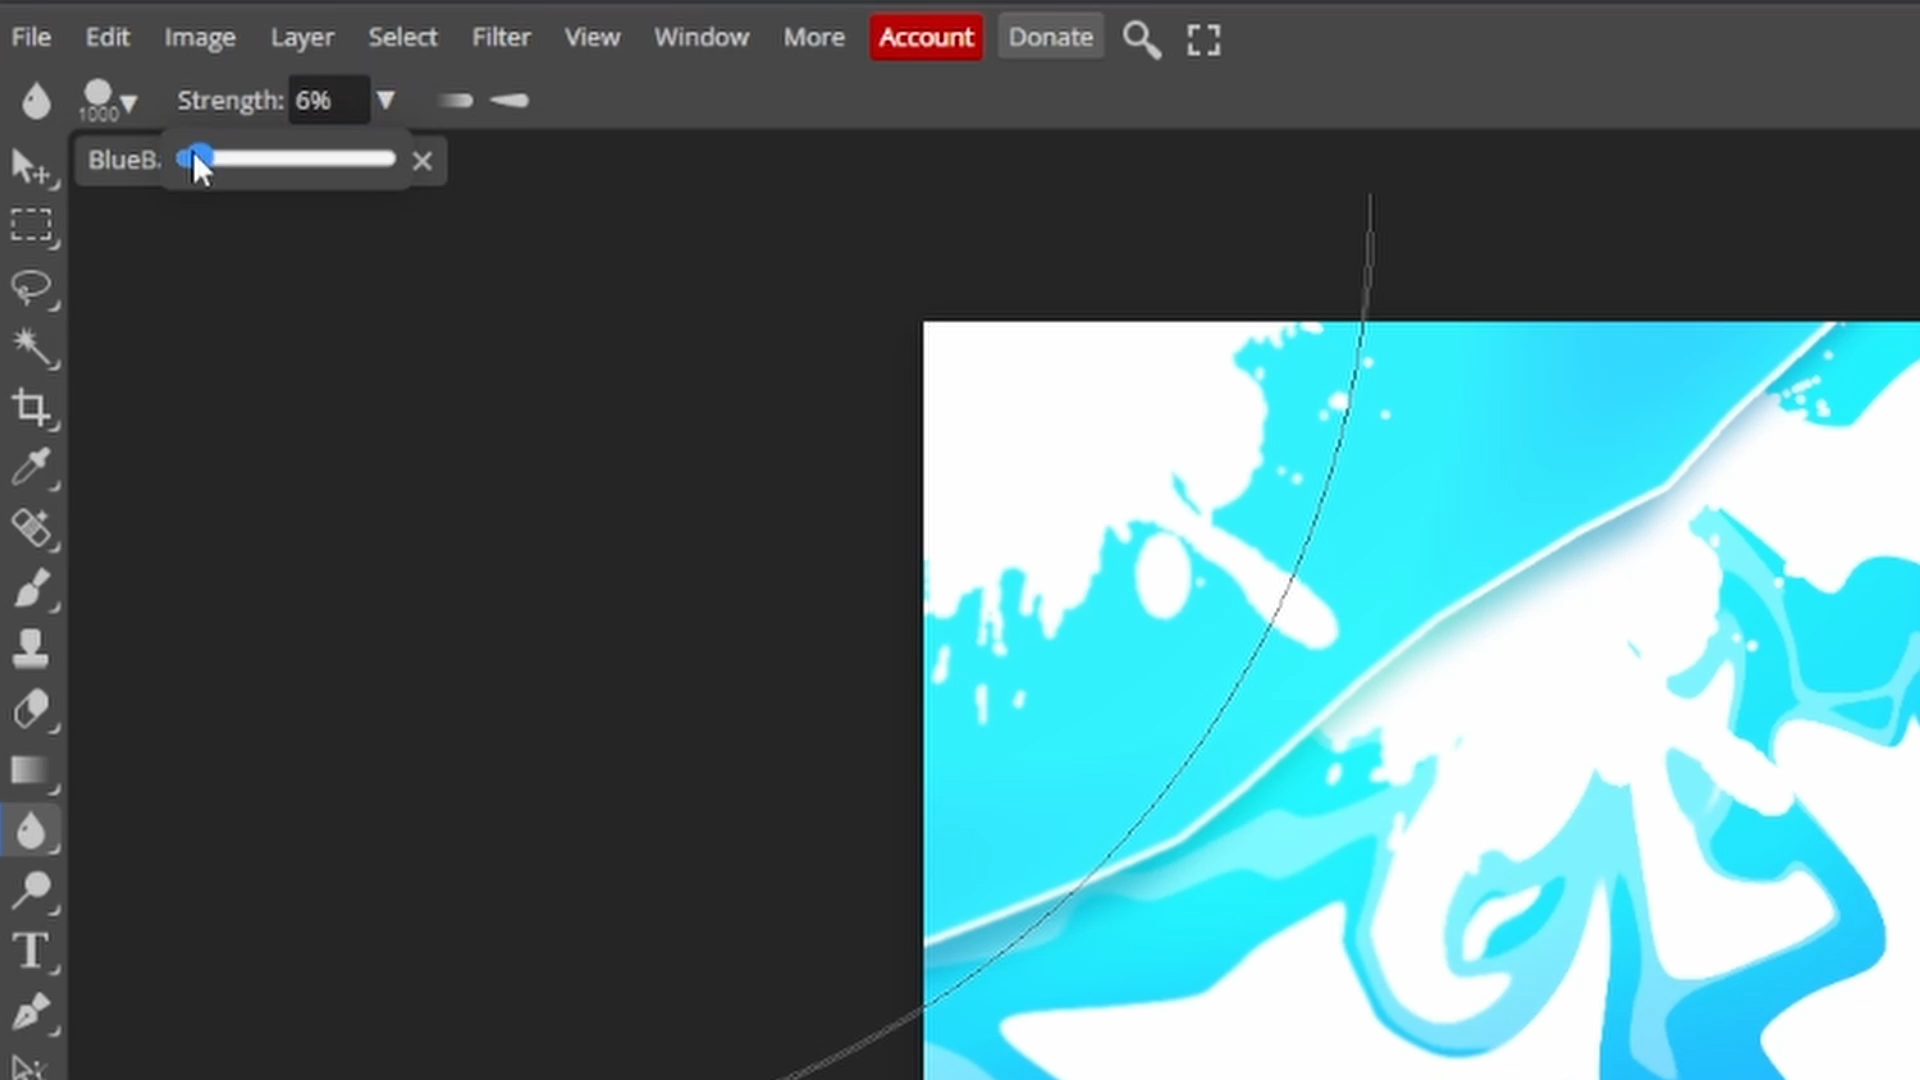 File Edit Image Layer Select Filter View Window More Account Donate
1000 Strength: 6%
BlueB.
T